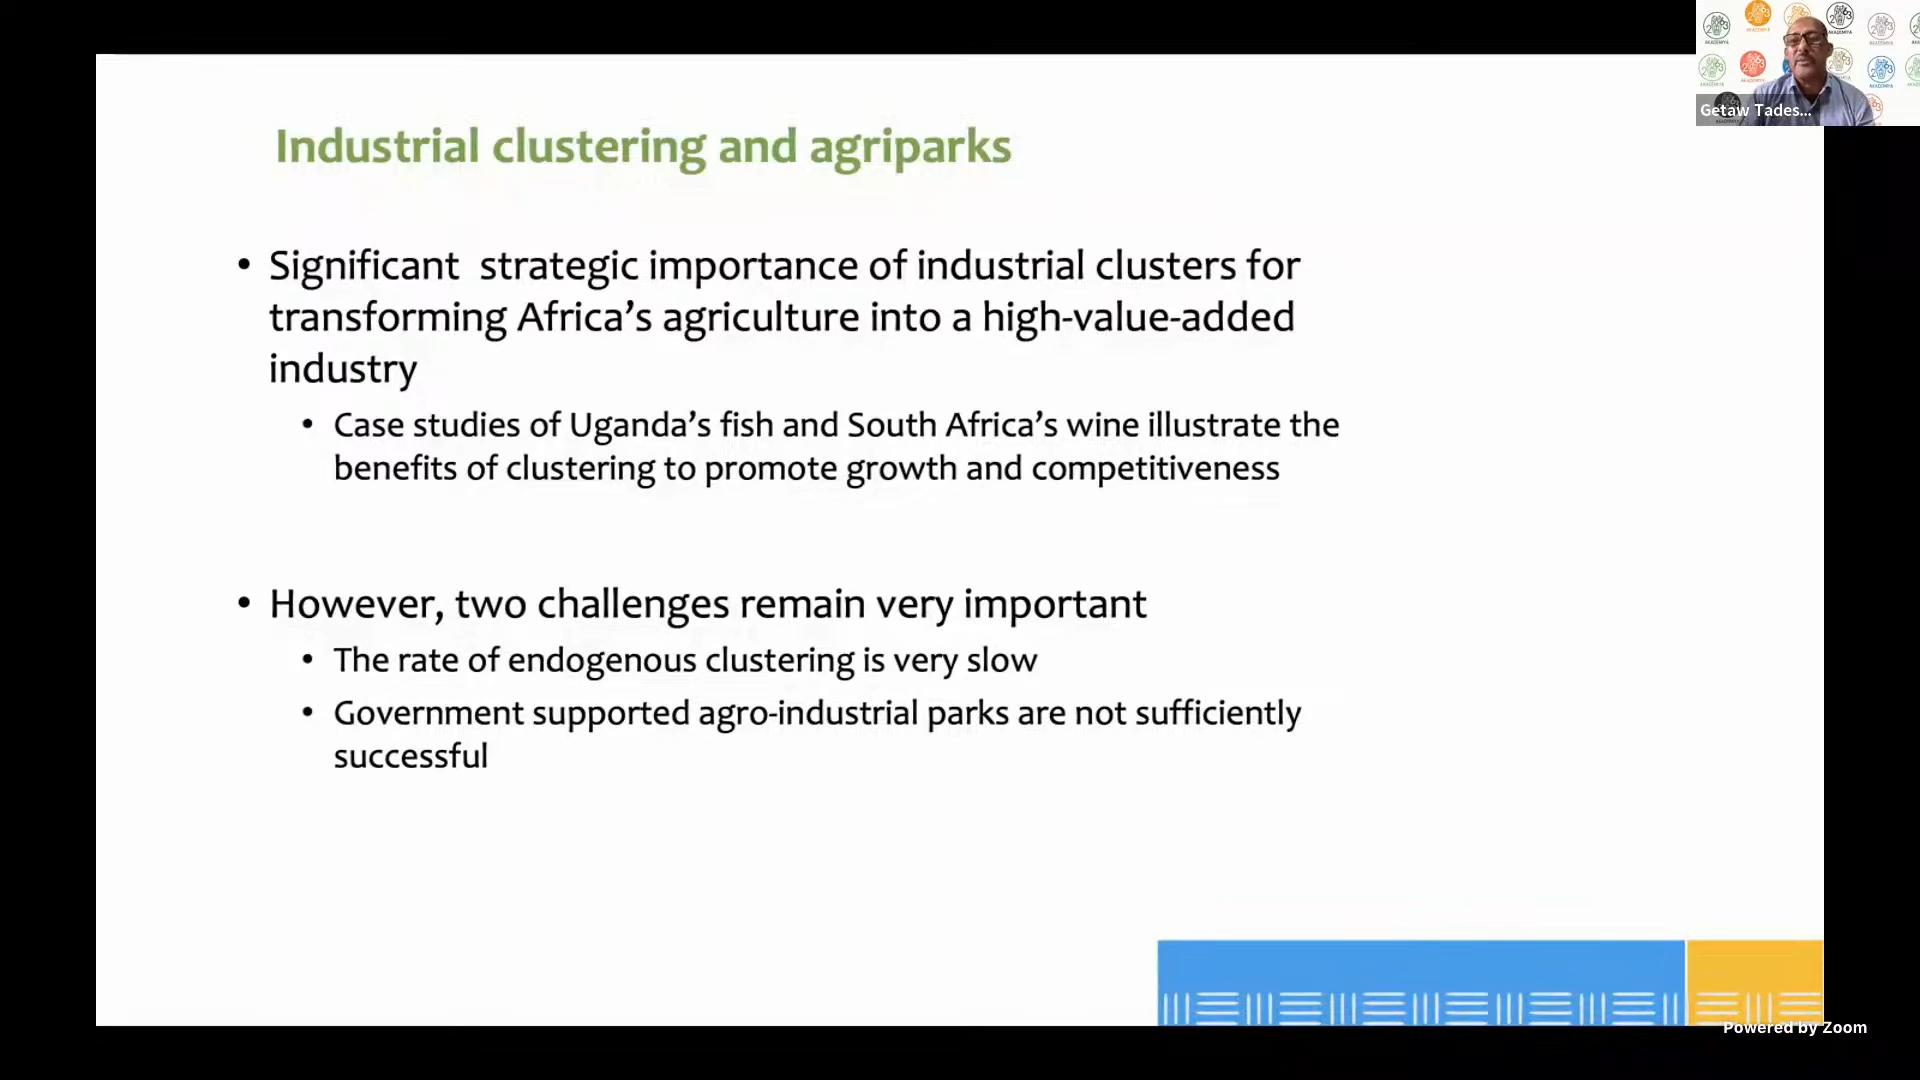 Industrial clustering and agriparks
• Significant strategic importance of industrial clusters for
transforming Africa’s agriculture into a high-value-added
industry
• Case studies of Uganda’s fish and South Africa’s wine illustrate the
benefits of clustering to promote growth and competitiveness
• However, two challenges remain very important
• The rate of endogenous clustering is very slow
• Government supported agro-industrial parks are not sufficiently
successful
Getaw Tades...
Powered by Zoom